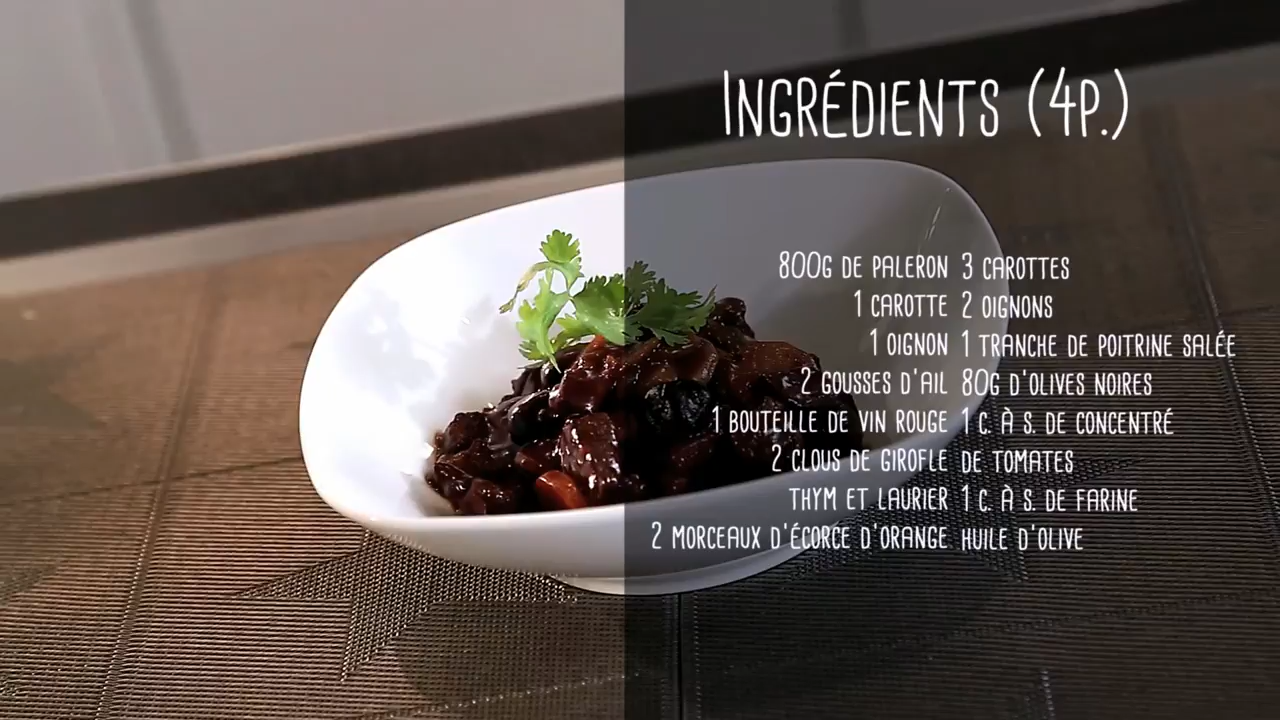 INGRÉDIENTS (4P.)
800G DE PALERON
1 CAROTTE
1 OIGNON
2 GOUSSES D'AIL
1 BOUTEILLE DE VIN ROUGE
2 CLOUS DE GIROFLE
THYM ET LAURIER
2 MORCEAUX D'ÉCORCE D'ORANGE
3 CAROTTES
2 OIGNONS
1 TRANCHE DE POITRINE SALÉE
80G D'OLIVES NOIRES
1 C. À S. DE CONCENTRÉ
DE TOMATES
1 C. À S. DE FARINE
HUILE D'OLIVE